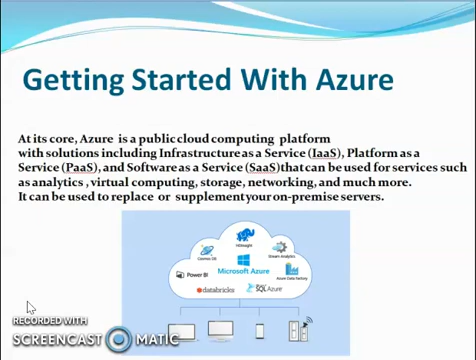 Getting Started With Azure
At its core, Azure is a public cloud computing platform
with solutions including Infrastructure as a Service (IaaS), Platform as a
Service (PaaS), and Software as a Service (SaaS)that can be used for services such
as analytics , virtual computing, storage, networking, and much more.
It can be used to replace or supplement your on-premise servers.
HDInsight
Cosmos DB
Stream Analytics
Power BI
Microsoft Azure
Azure Data Factory
databricks
SQL Azure
RECORDED WITH
SCREENCAST MATIC